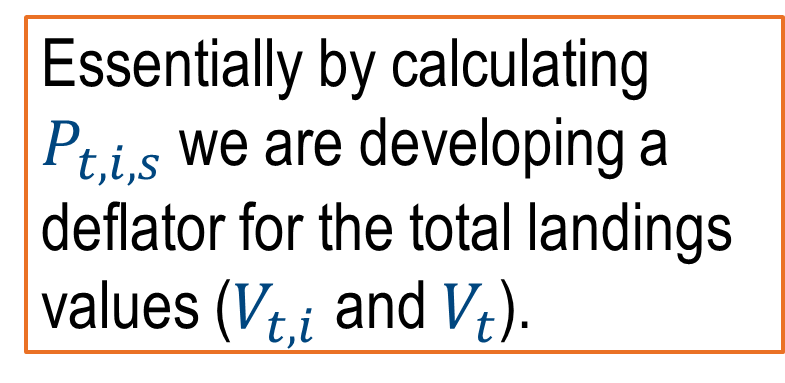 Essentially by calculating
$P_{t,i,s}$ we are developing a
deflator for the total landings
values ($V_{t,i}$ and $V_t$).